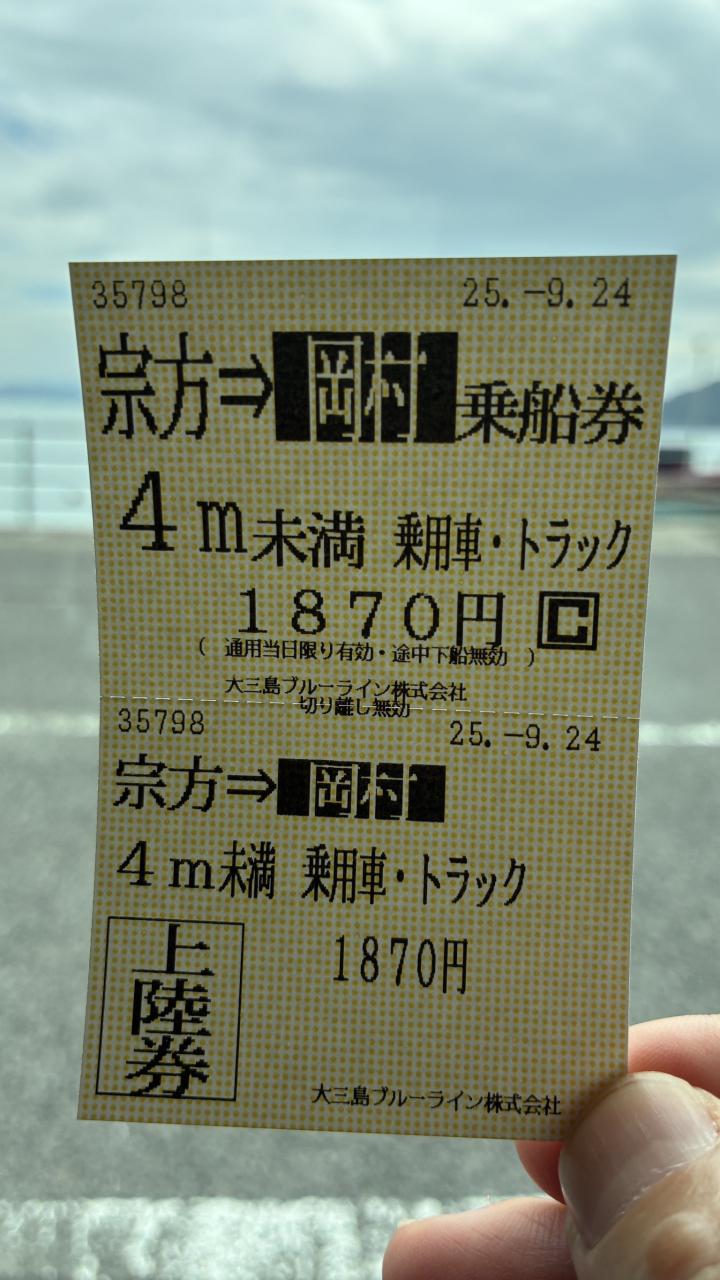 35798 25.-9.24
宗方⇒岡村乗船券
4m未満 乗用車・トラック
1870円 C
( 通用当日限り有効・途中下船無効 )
大三島ブルーライン株式会社
切り離し無効
35798 25.-9.24
宗方⇒岡村
4m未満 乗用車・トラック
1870円
上陸券
大三島ブルーライン株式会社